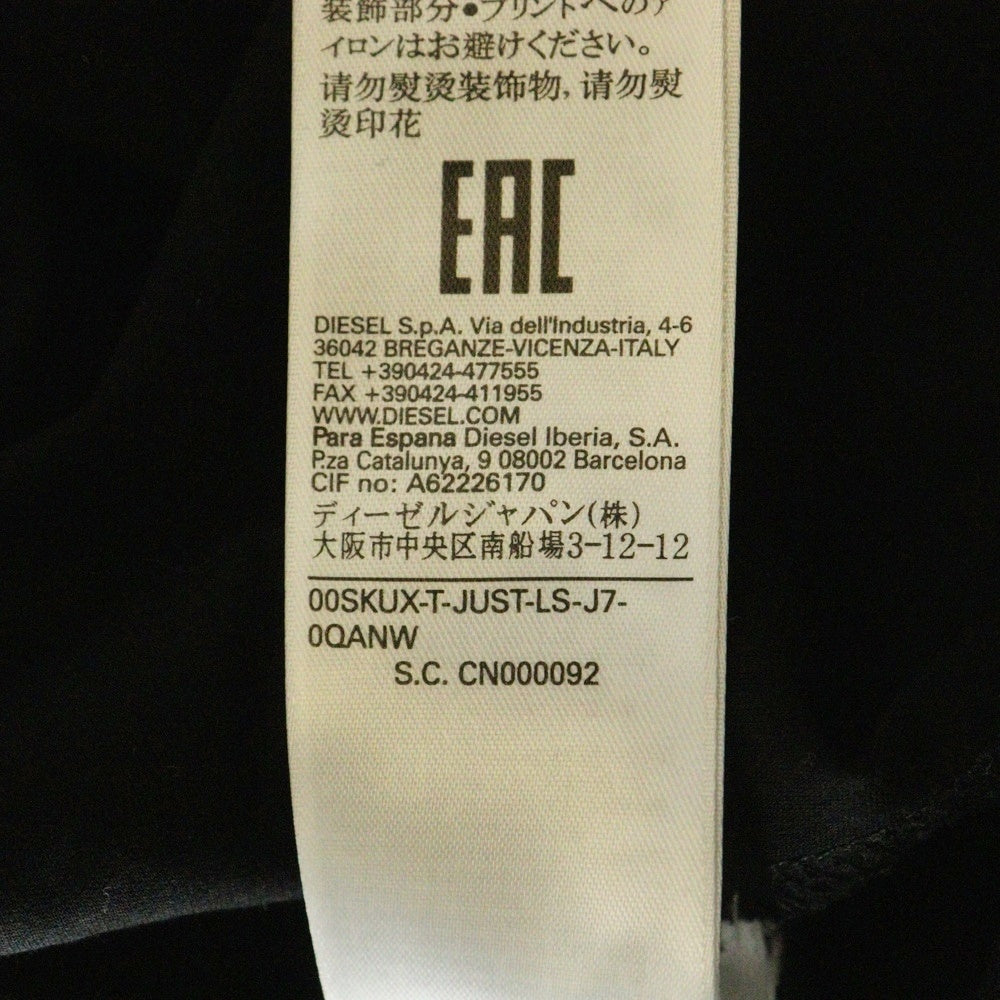 装飾部分●プリントへのア
イロンはお避けください。
请勿熨烫装饰物, 请勿熨
烫印花
EAC
DIESEL S.p.A. Via dell'Industria, 4-6
36042 BREGANZE-VICENZA-ITALY
TEL +390424-477555
FAX +390424-411955
WWW.DIESEL.COM
Para Espana Diesel Iberia, S.A.
P.za Catalunya, 9 08002 Barcelona
CIF no: A62226170
ディーゼルジャパン(株)
大阪市中央区南船場3-12-12
00SKUX-T-JUST-LS-J7-
0QANW
S.C. CN000092